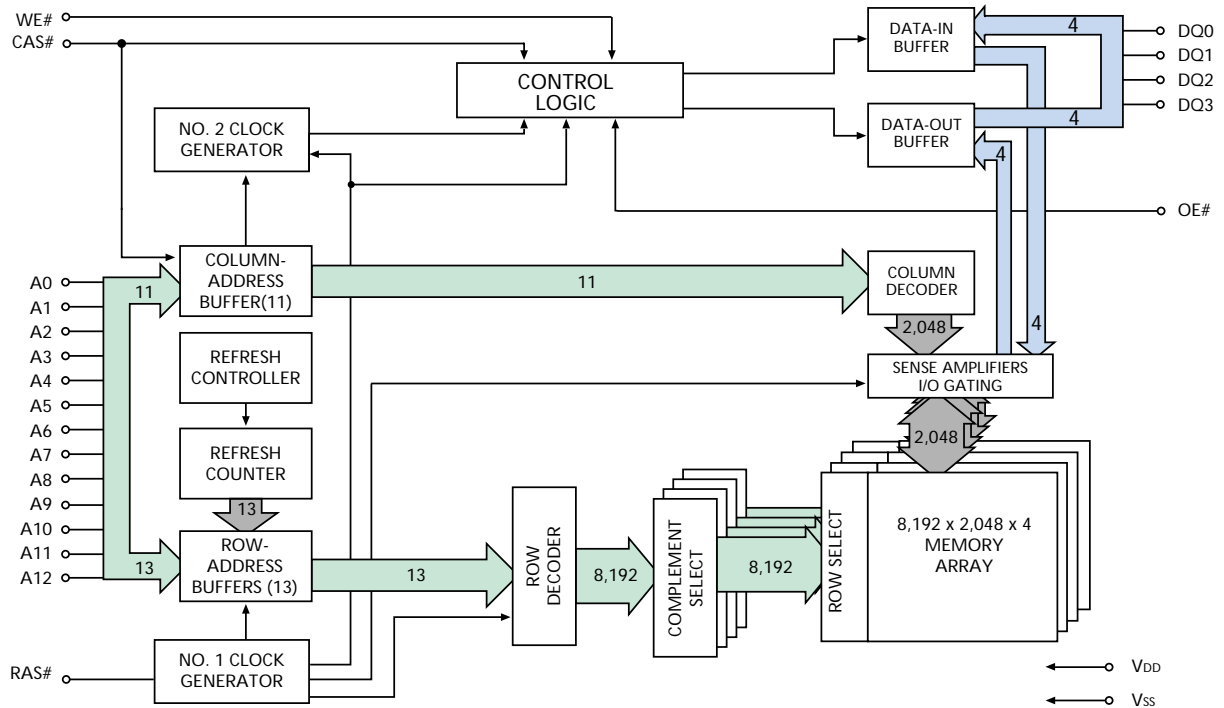 WE#
CAS#
CONTROL
LOGIC
DATA-IN
BUFFER
4
DQ0
DQ1
DQ2
DQ3
NO. 2 CLOCK
GENERATOR
DATA-OUT
BUFFER
4
4
OE#
A0
A1
A2
A3
A4
A5
A6
A7
A8
A9
A10
A11
A12
11
COLUMN-
ADDRESS
BUFFER(11)
11
COLUMN
DECODER
2,048
4
REFRESH
CONTROLLER
SENSE AMPLIFIERS
I/O GATING
2,048
REFRESH
COUNTER
13
13
ROW-
ADDRESS
BUFFERS (13)
13
ROW
DECODER
8,192
COMPLEMENT
SELECT
8,192
ROW SELECT
8,192 x 2,048 x 4
MEMORY
ARRAY
RAS#
NO. 1 CLOCK
GENERATOR
VDD
VSS